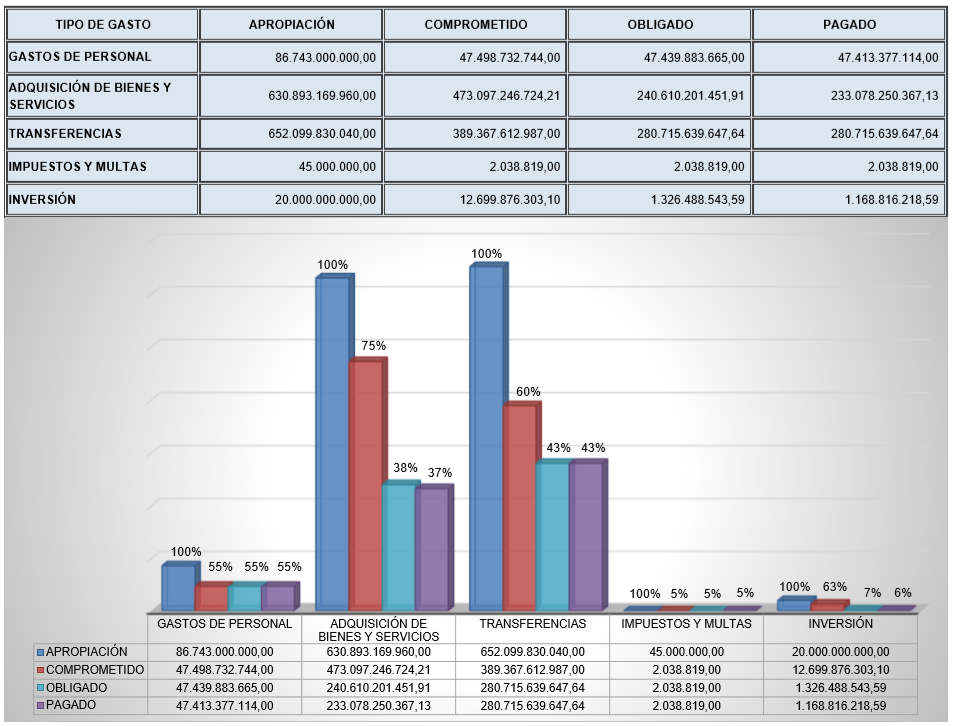 TIPO DE GASTO APROPIACIÓN COMPROMETIDO OBLIGADO PAGADO
GASTOS DE PERSONAL 86.743.000.000,00 47.498.732.744,00 47.439.883.665,00 47.413.377.114,00
ADQUISICIÓN DE BIENES Y
SERVICIOS 630.893.169.960,00 473.097.246.724,21 240.610.201.451,91 233.078.250.367,13
TRANSFERENCIAS 652.099.830.040,00 389.367.612.987,00 280.715.639.647,64 280.715.639.647,64
IMPUESTOS Y MULTAS 45.000.000,00 2.038.819,00 2.038.819,00 2.038.819,00
INVERSIÓN 20.000.000.000,00 12.699.876.303,10 1.326.488.543,59 1.168.816.218,59
100% 55% 55% 55%
100% 75% 38% 37%
100% 60% 43% 43%
100% 5% 5% 5%
100% 63% 7% 6%
GASTOS DE PERSONAL ADQUISICIÓN DE TRANSFERENCIAS IMPUESTOS Y MULTAS INVERSIÓN
BIENES Y SERVICIOS
APROPIACIÓN 86.743.000.000,00 630.893.169.960,00 652.099.830.040,00 45.000.000,00 20.000.000.000,00
COMPROMETIDO 47.498.732.744,00 473.097.246.724,21 389.367.612.987,00 2.038.819,00 12.699.876.303,10
OBLIGADO 47.439.883.665,00 240.610.201.451,91 280.715.639.647,64 2.038.819,00 1.326.488.543,59
PAGADO 47.413.377.114,00 233.078.250.367,13 280.715.639.647,64 2.038.819,00 1.168.816.218,59